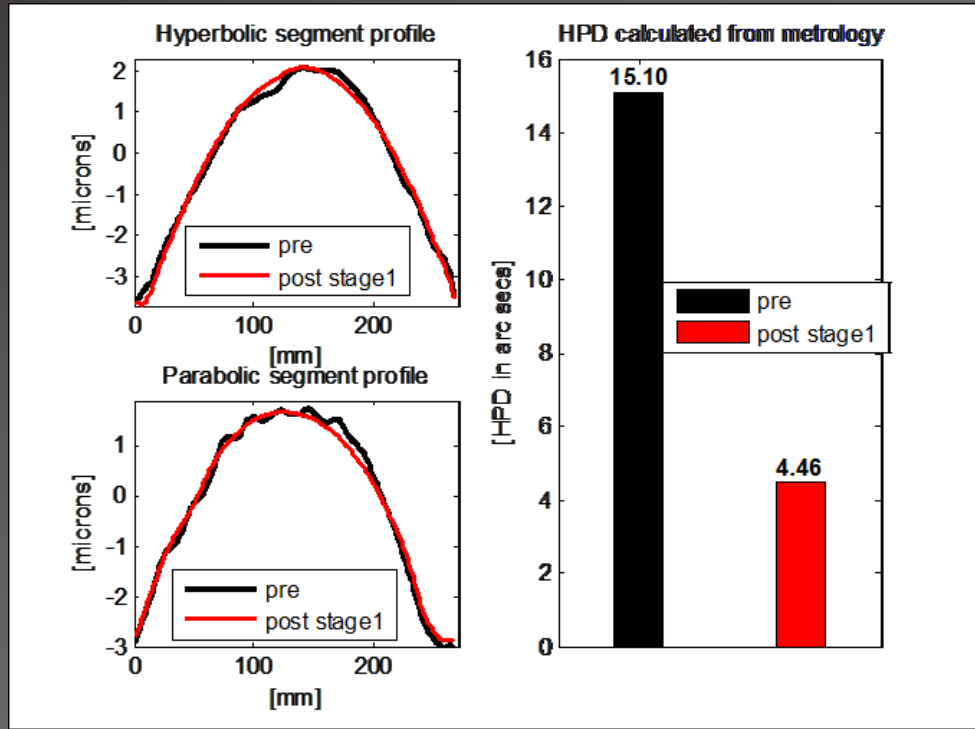 Hyperbolic segment profile
2
1
0
-1
-2
-3
[microns]
pre
post stage1
0
100
200
[mm]
Parabolic segment profile
1
0
-1
-2
-3
[microns]
pre
post stage1
0
100
200
[mm]
HPD calculated from metrology
16
14
12
10
8
6
4
2
0
[HPD in arc secs]
15.10
pre
post stage1
4.46